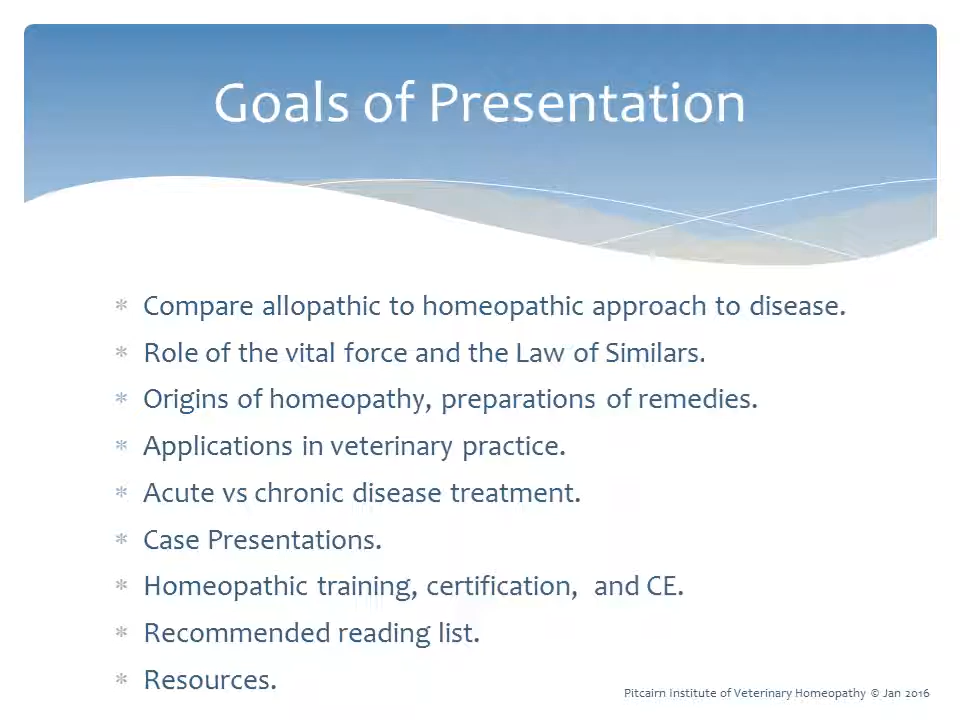 Goals of Presentation
* Compare allopathic to homeopathic approach to disease.
* Role of the vital force and the Law of Similars.
* Origins of homeopathy, preparations of remedies.
* Applications in veterinary practice.
* Acute vs chronic disease treatment.
* Case Presentations.
* Homeopathic training, certification,  and CE.
* Recommended reading list.
* Resources.
Pitcairn Institute of Veterinary Homeopathy © Jan 2016